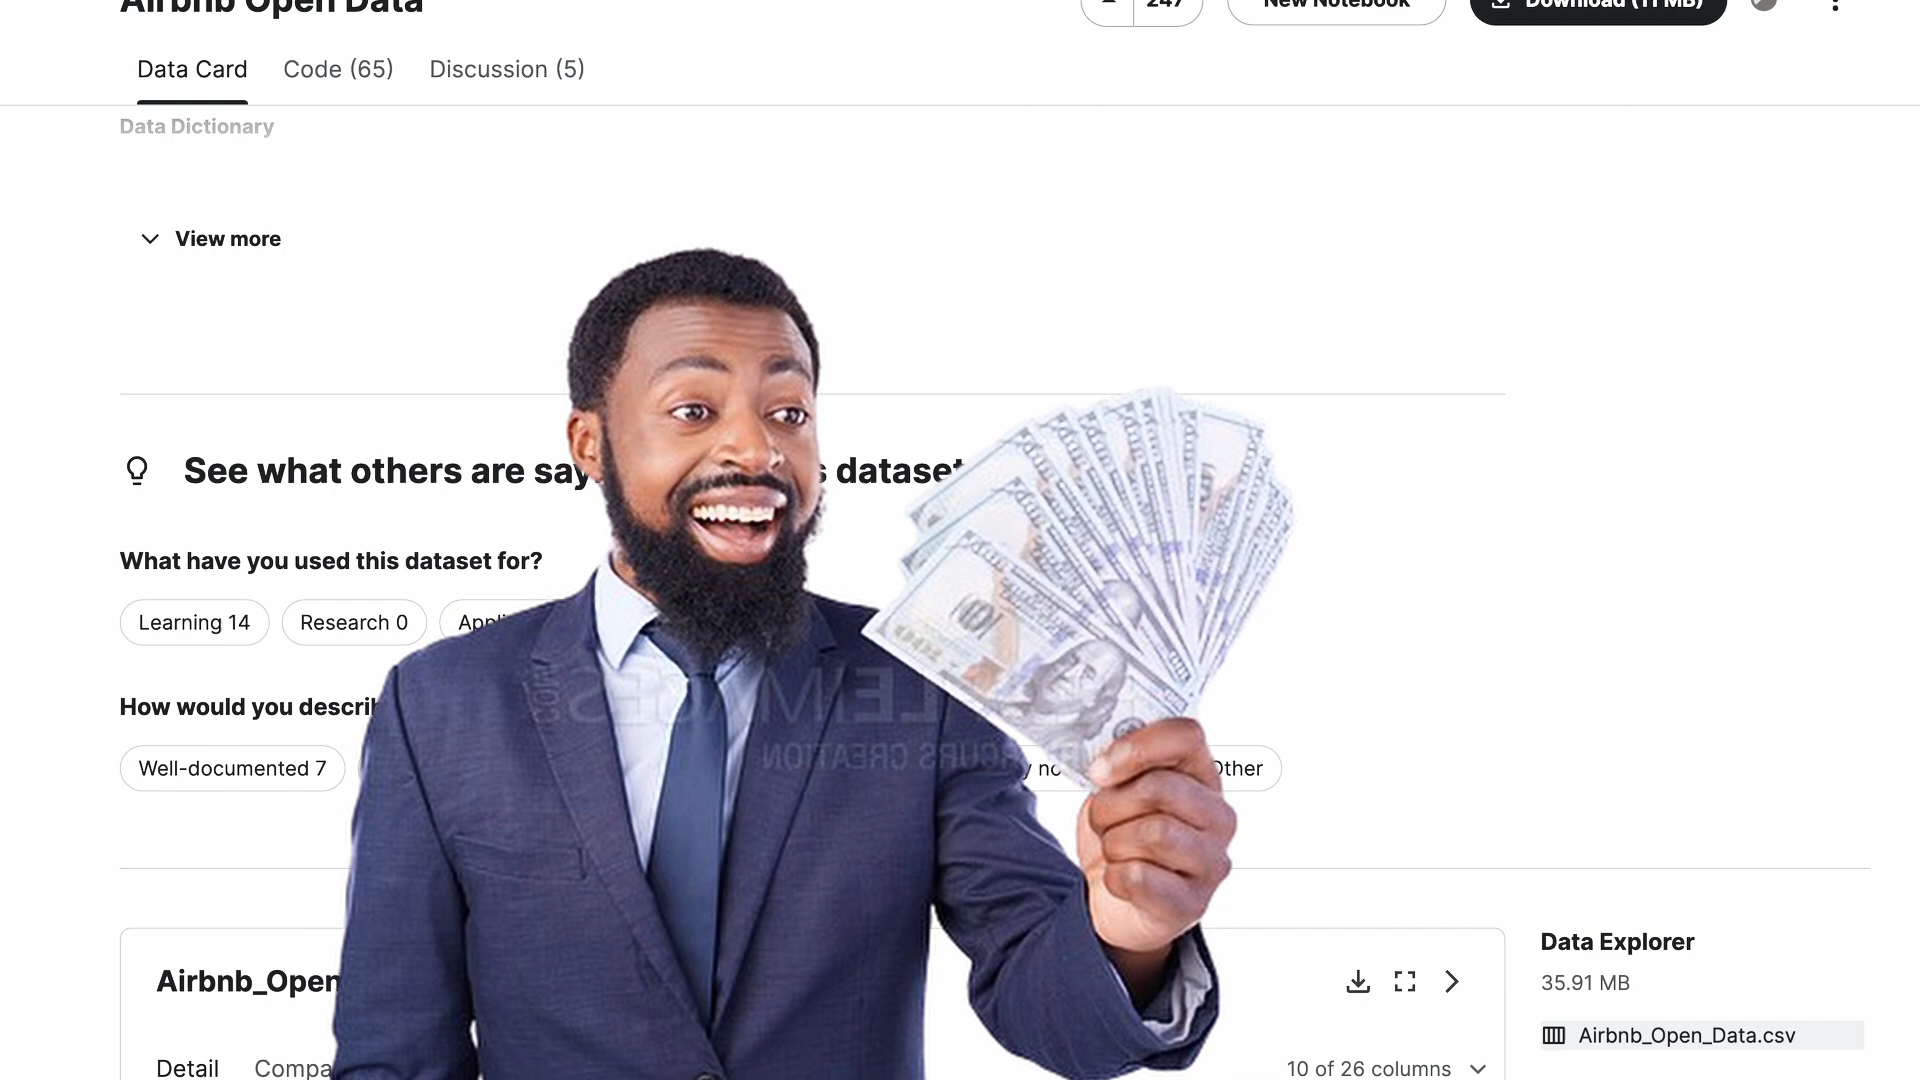 Airbnb Open Data
247
New Notebook
Download (11 MB)
Data Card
Code (65)
Discussion (5)
Data Dictionary
View more
See what others are say
s dataset
What have you used this dataset for?
Learning 14
Research 0
Appli
How would you describ
Well-documented 7
y no
Other
Airbnb_Open
Data Explorer
35.91 MB
Airbnb_Open_Data.csv
Detail
Compa
10 of 26 columns